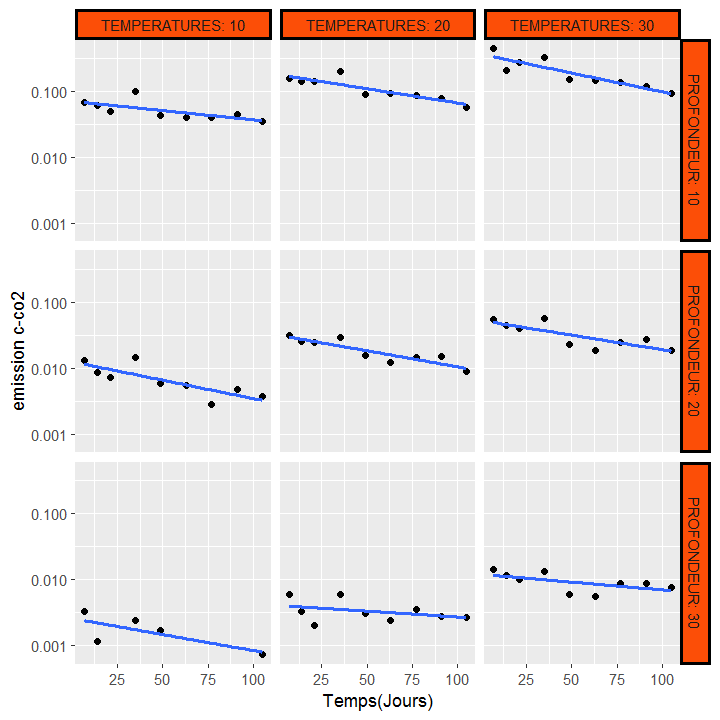 TEMPERATURES: 10
TEMPERATURES: 20
TEMPERATURES: 30
0.100
0.010
0.001
PROFONDEUR: 10
0.100
0.010
0.001
PROFONDEUR: 20
0.100
0.010
0.001
PROFONDEUR: 30
emission c-co2
25 50 75 100
25 50 75 100
25 50 75 100
Temps(Jours)